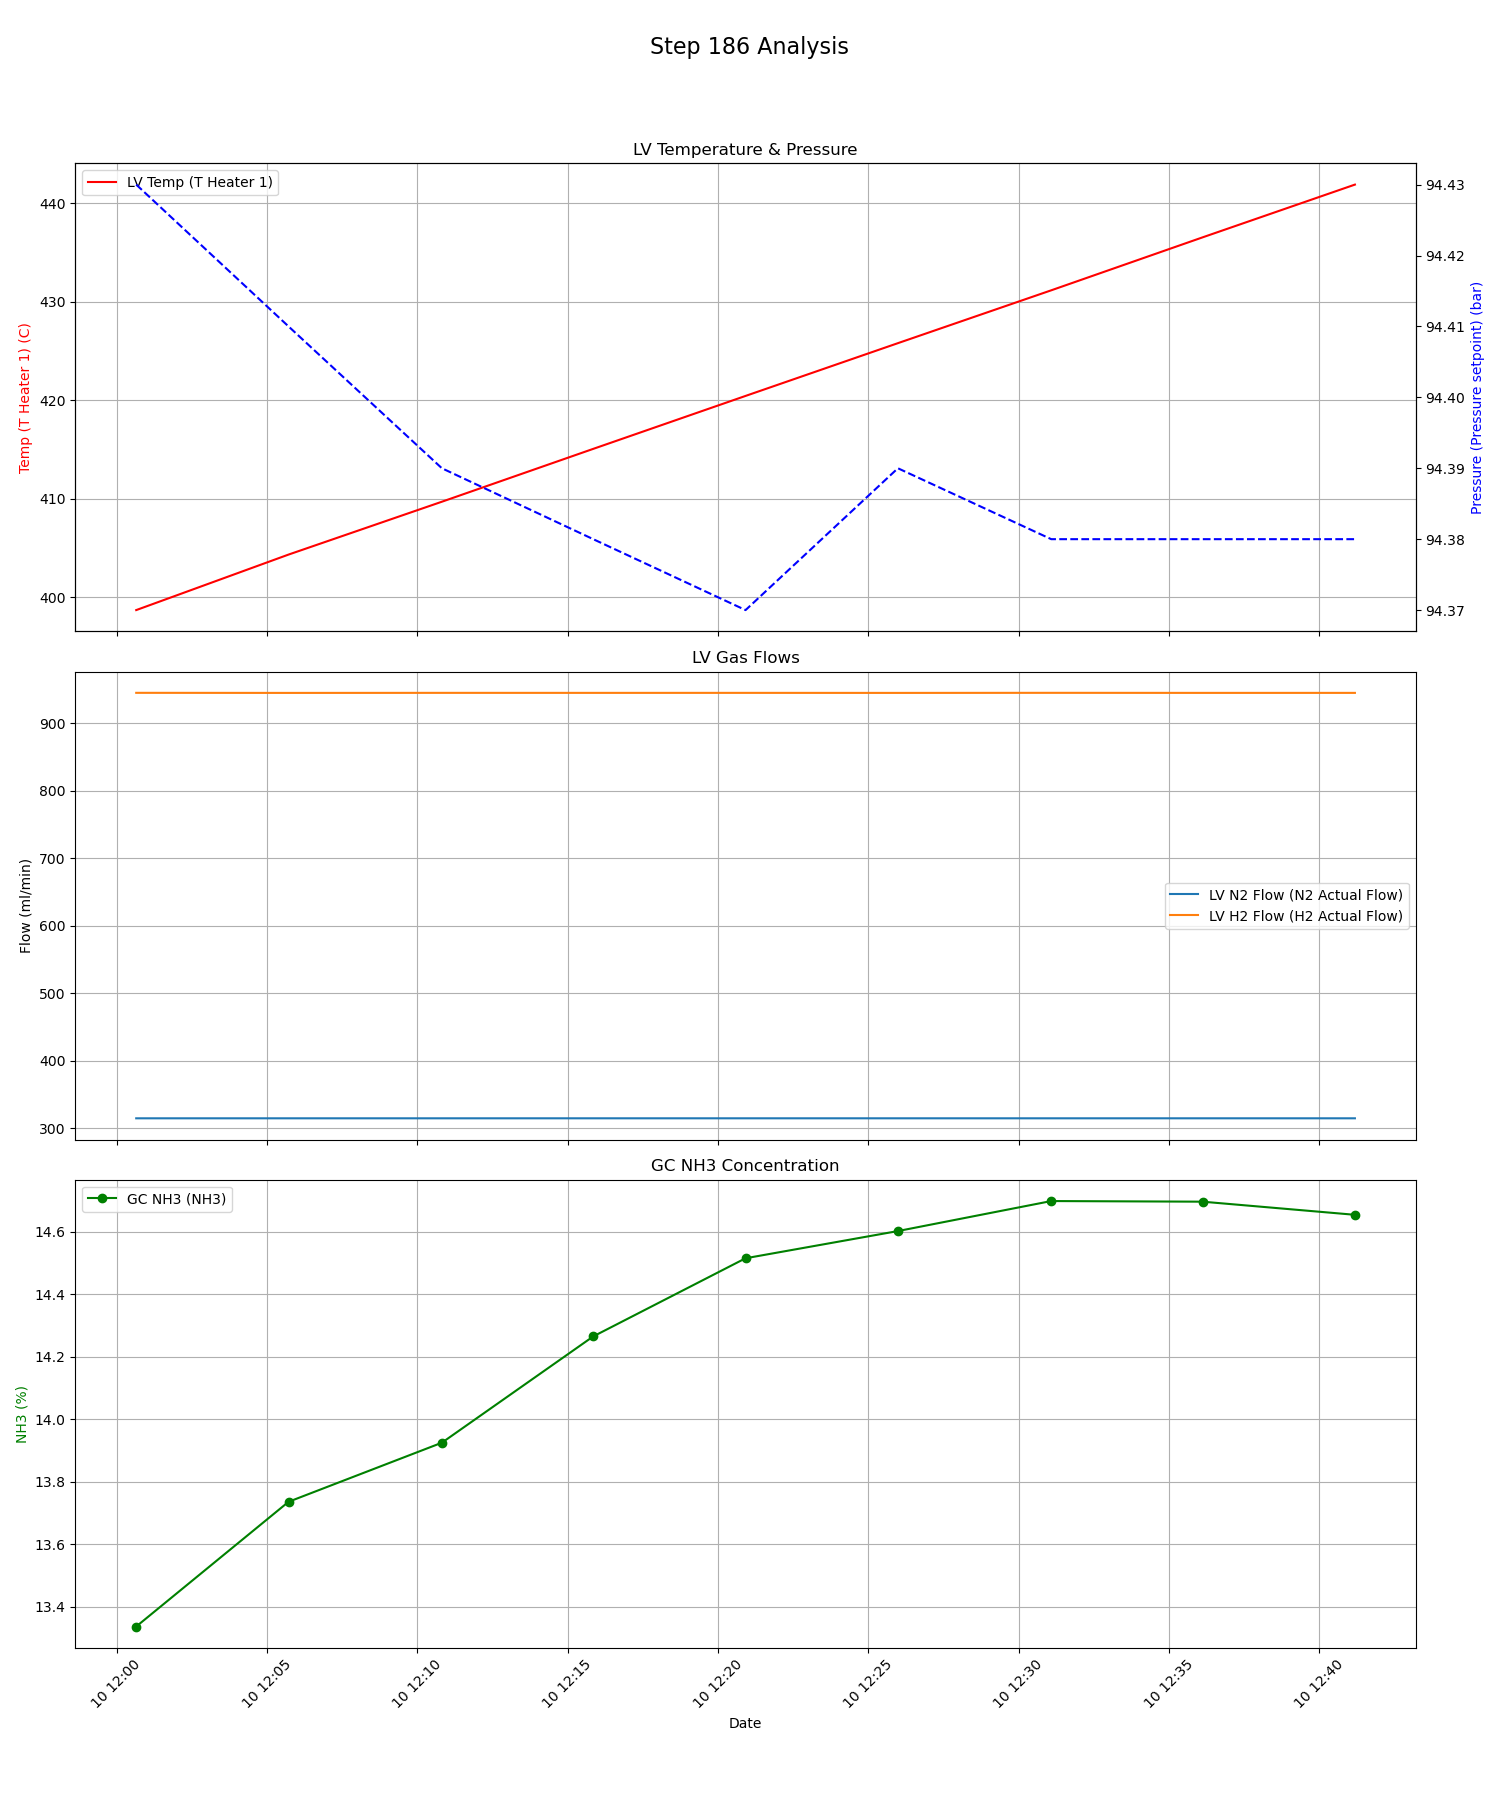 Step 186 Analysis
LV Temperature & Pressure
LV Temp (T Heater 1)
440
430
420
410
400
Temp (T Heater 1) (C)
94.43
94.42
94.41
94.40
94.39
94.38
94.37
Pressure (Pressure setpoint) (bar)
LV Gas Flows
900
800
700
600
500
400
300
Flow (ml/min)
LV N2 Flow (N2 Actual Flow)
LV H2 Flow (H2 Actual Flow)
GC NH3 Concentration
GC NH3 (NH3)
14.6
14.4
14.2
14.0
13.8
13.6
13.4
NH3 (%)
10 12:00
10 12:05
10 12:10
10 12:15
10 12:20
10 12:25
10 12:30
10 12:35
10 12:40
Date